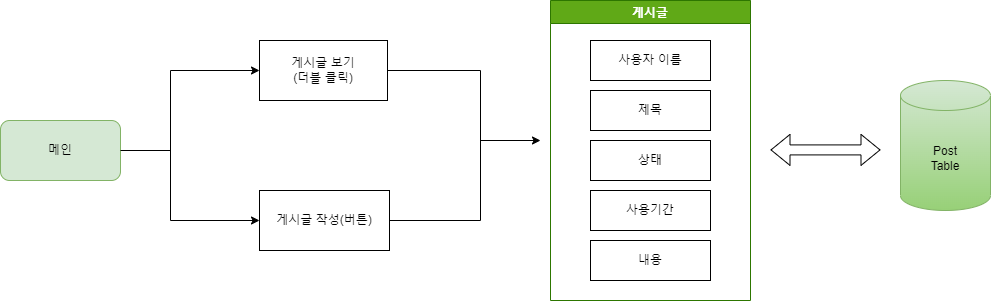 메인
게시글 보기
(더블 클릭)
게시글 작성(버튼)
게시글
사용자 이름
제목
상태
사용기간
내용
Post
Table